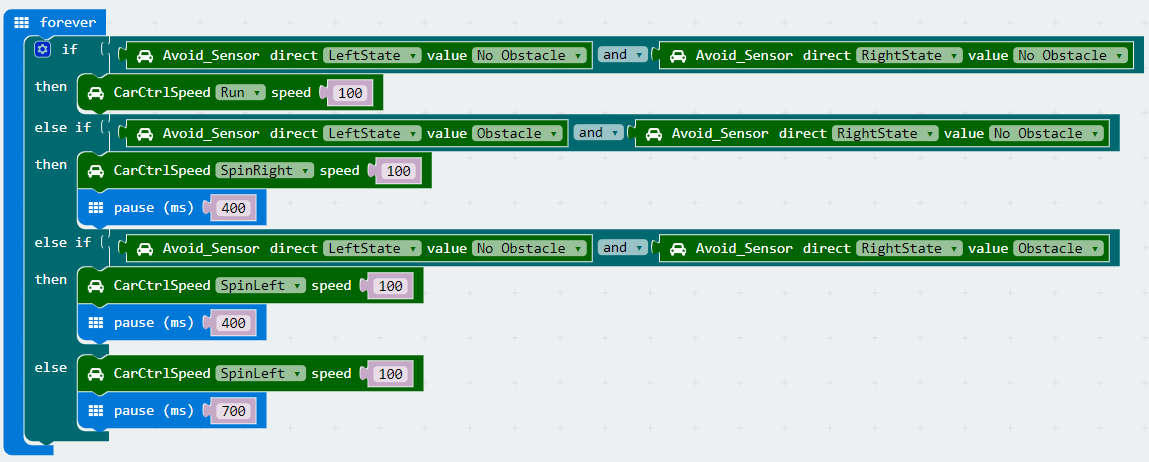 forever
if Avoid_Sensor direct LeftState value No Obstacle and Avoid_Sensor direct RightState value No Obstacle
then CarCtrlSpeed Run speed 100
else if Avoid_Sensor direct LeftState value Obstacle and Avoid_Sensor direct RightState value No Obstacle
then CarCtrlSpeed SpinRight speed 100
pause (ms) 400
else if Avoid_Sensor direct LeftState value No Obstacle and Avoid_Sensor direct RightState value Obstacle
then CarCtrlSpeed SpinLeft speed 100
pause (ms) 400
else CarCtrlSpeed SpinLeft speed 100
pause (ms) 700